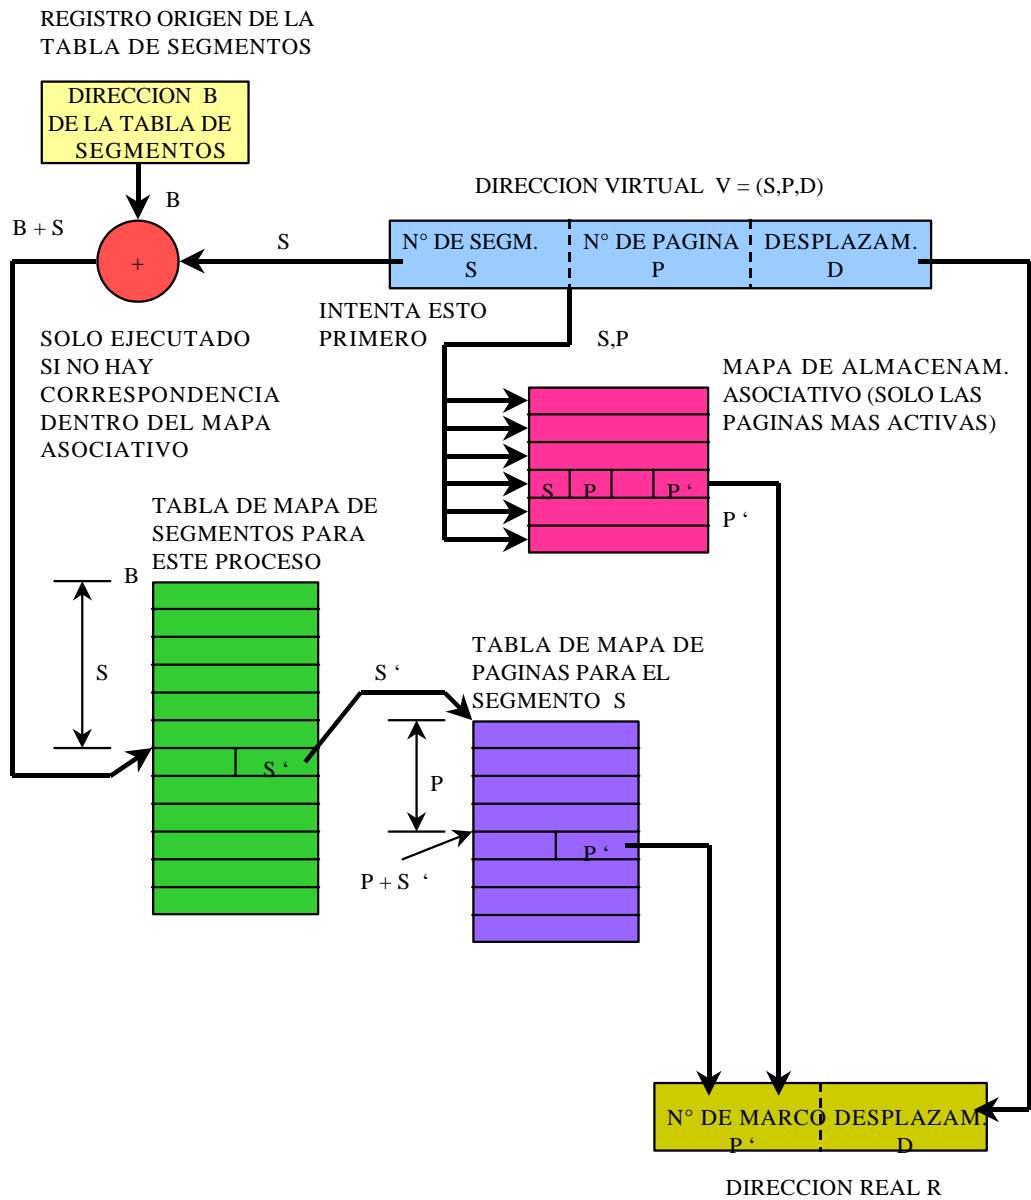 REGISTRO ORIGEN DE LA
TABLA DE SEGMENTOS
DIRECCION B
DE LA TABLA DE
SEGMENTOS
B
B + S
+
S
DIRECCION VIRTUAL V = (S,P,D)
N° DE SEGM.
S
N° DE PAGINA
P
DESPLAZAM.
D
INTENTA ESTO
PRIMERO
S,P
SOLO EJECUTADO
SI NO HAY
CORRESPONDENCIA
DENTRO DEL MAPA
ASOCIATIVO
MAPA DE ALMACENAM.
ASOCIATIVO (SOLO LAS
PAGINAS MAS ACTIVAS)
S
P
P ‘
P ‘
TABLA DE MAPA DE
SEGMENTOS PARA
ESTE PROCESO
B
S
S ‘
S ‘
TABLA DE MAPA DE
PAGINAS PARA EL
SEGMENTO S
P
P ‘
P + S ‘
N° DE MARCO
P ‘
DESPLAZAM.
D
DIRECCION REAL R